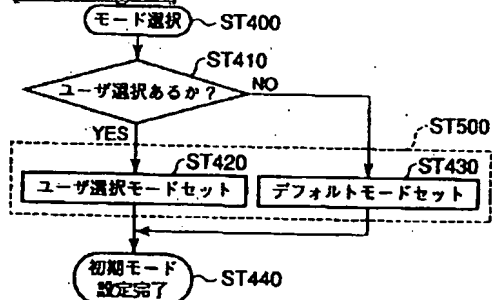 モード選択
ST400
ST410
ユーザ選択あるか?
NO
YES
ST500
ST420
ST430
ユーザ選択モードセット
デフォルトモードセット
初期モード
設定完了
ST440